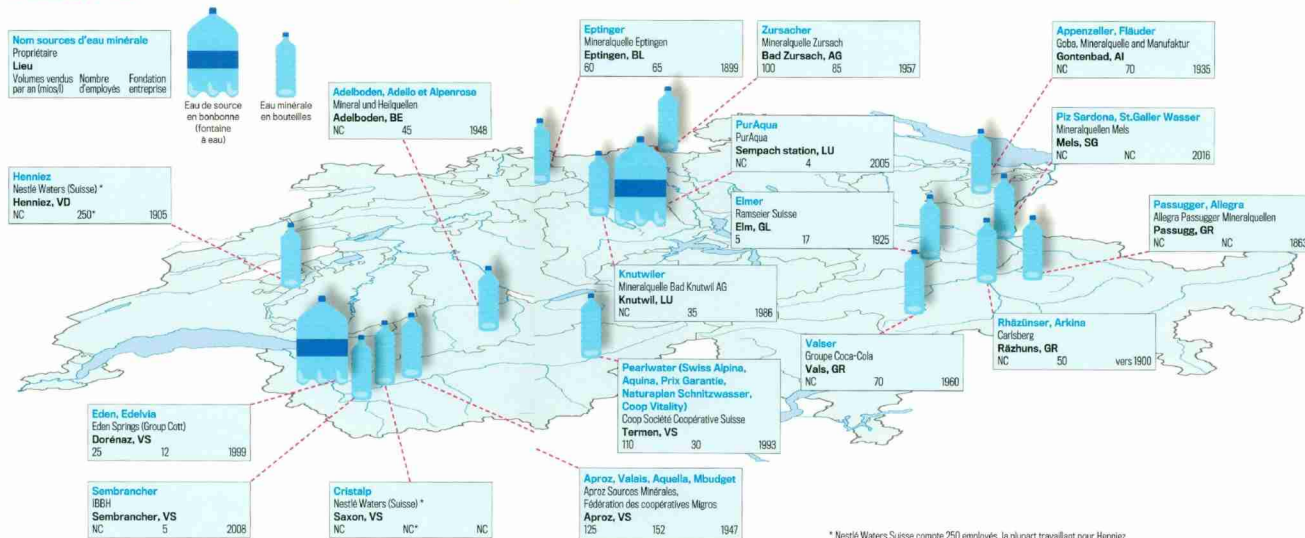 Nom sources d'eau minérale
Propriétaire
Lieu
Volumes vendus Nombre Fondation
par an (mios/l) d'employés entreprise
Eau de source
en bonbonne
(fontaine
à eau)
Eau minérale
en bouteilles
Eptinger
Mineralquelle Eptingen
Eptingen, BL
60 65 1899
Zursacher
Mineralquelle Zursach
Bad Zursach, AG
100 85 1957
Appenzeller, Fläuder
Goba, Mineralquelle and Manufaktur
Gontenbad, AI
NC 70 1935
Adelboden, Adello et Alpenrose
Mineral und Heilquellen
Adelboden, BE
NC 45 1948
PurAqua
PurAqua
Sempach station, LU
NC 4 2005
Piz Sardona, St.Galler Wasser
Mineralquellen Mels
Mels, SG
NC NC 2016
Henniez
Nestlé Waters (Suisse) *
Henniez, VD
NC 250* 1905
Elmer
Ramseier Suisse
Elm, GL
5 17 1925
Passugger, Allegra
Allegra Passugger Mineralquellen
Passugg, GR
NC NC 1863
Knutwiler
Mineralquelle Bad Knutwil AG
Knutwil, LU
NC 35 1986
Rhäzünser, Arkina
Carlsberg
Räzhuns, GR
NC 50 vers 1900
Valser
Groupe Coca-Cola
Vals, GR
NC 70 1960
Pearlwater (Swiss Alpina,
Aquina, Prix Garantie,
Naturaplan Schnitzwasser,
Coop Vitality)
Coop Société Coopérative Suisse
Termen, VS
110 30 1993
Eden, Edelvia
Eden Springs (Group Cott)
Dorénaz, VS
25 12 1999
Sembrancher
IBBH
Sembrancher, VS
NC 5 2008
Cristalp
Nestlé Waters (Suisse) *
Saxon, VS
NC NC* NC
Aproz, Valais, Aquella, Mbudget
Aproz Sources Minérales,
Fédération des coopératives Migros
Aproz, VS
125 152 1947
* Nestlé Waters Suisse compte 250 employés, la plupart travaillant pour Henniez